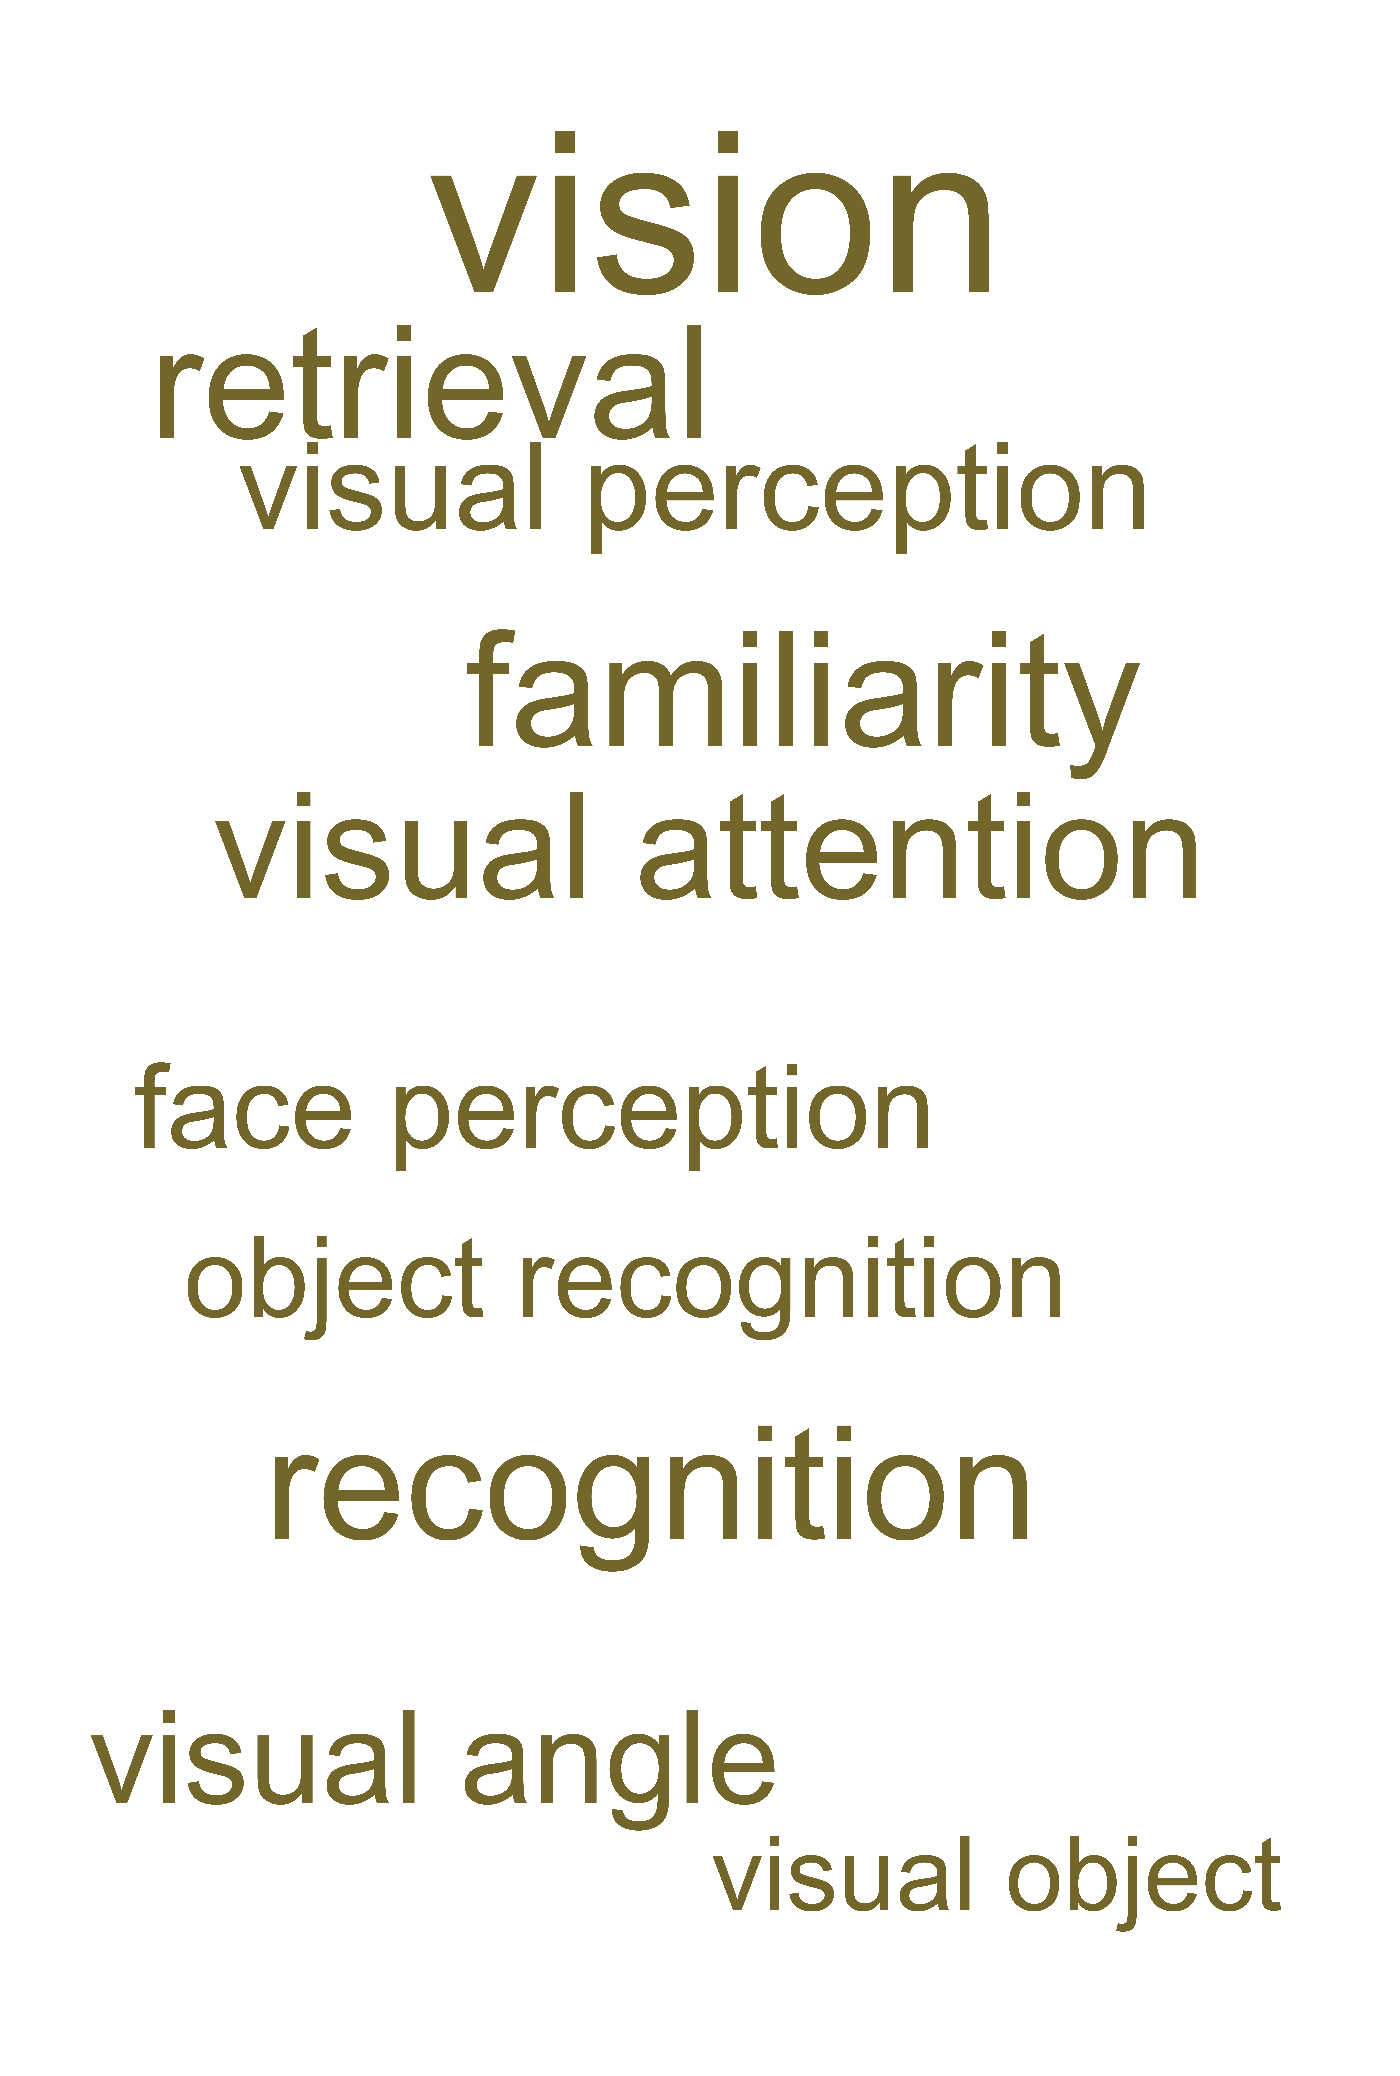 vision
retrieval
visual perception
familiarity
visual attention
face perception
object recognition
recognition
visual angle
visual object